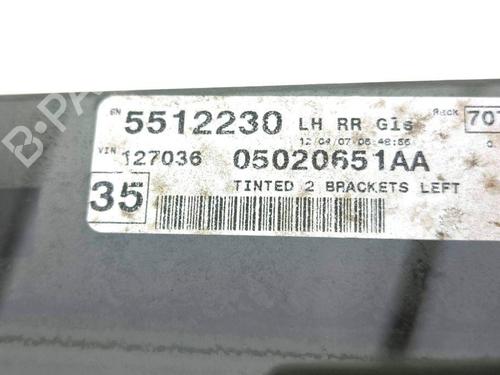 SN 5512230 LH RR Gls Rack 707
VIN 127036 12/04/07 06:48:56
05020651AA
35 TINTED 2 BRACKETS LEFT
B-PA